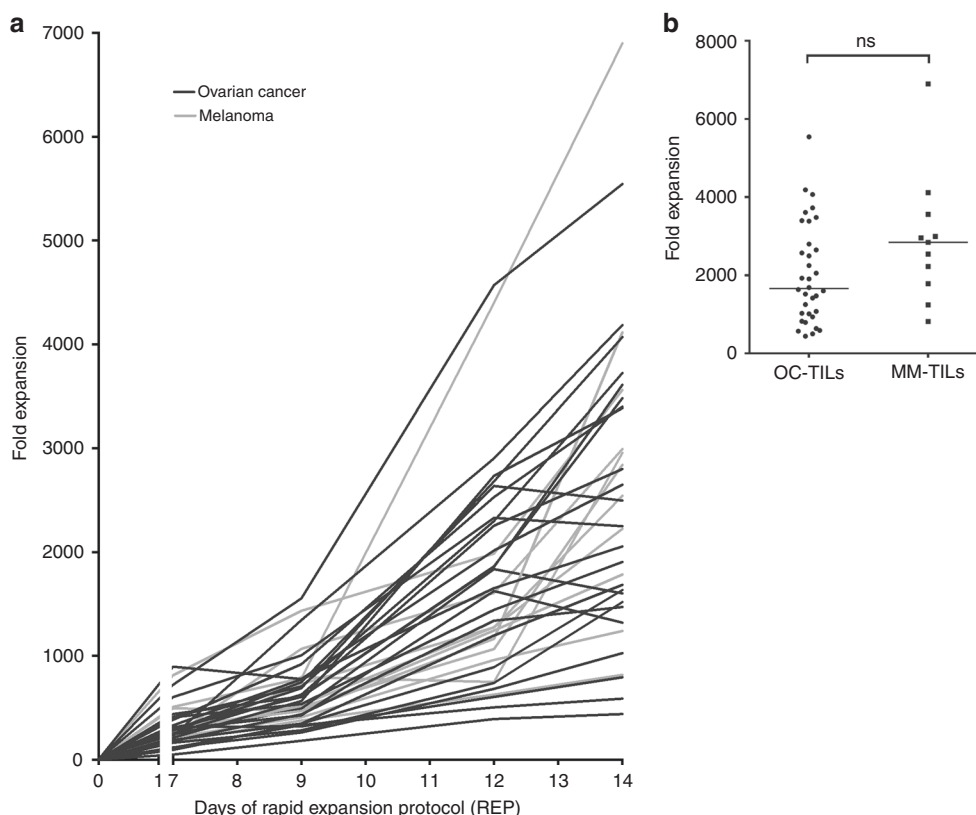 a
7000
6000
5000
4000
3000
2000
1000
0
Fold expansion
Ovarian cancer
Melanoma
0 1 7 8 9 10 11 12 13 14
Days of rapid expansion protocol (REP)
b
ns
8000
6000
4000
2000
0
Fold expansion
OC-TILs MM-TILs